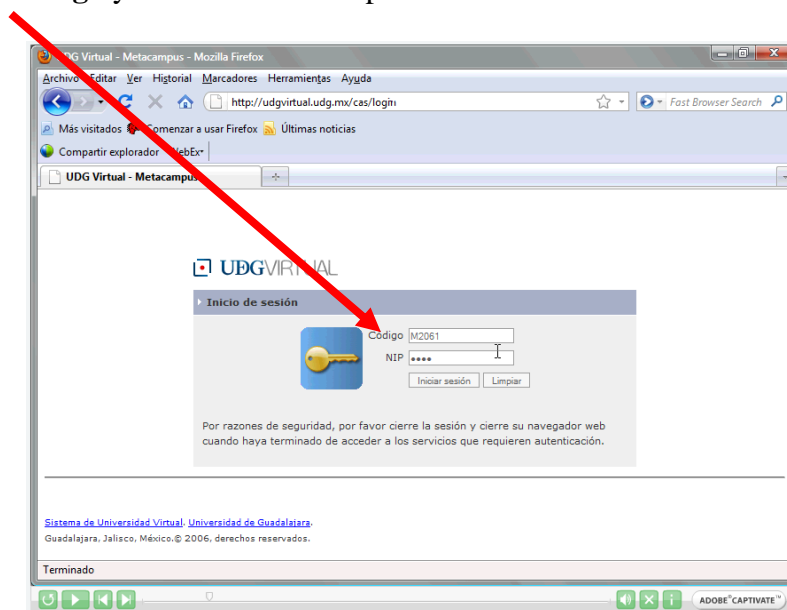 UDG Virtual - Metacampus - Mozilla Firefox
Archivo Editar Ver Historial Marcadores Herramientas Ayuda
http://udgvirtual.udg.mx/cas/login
Fast Browser Search
Más visitados Comenzar a usar Firefox Últimas noticias
Compartir explorador WebEx
UDG Virtual - Metacampus
UDGVIRTUAL
Inicio de sesión
Código M2061
NIP ••••
Iniciar sesión Limpiar
Por razones de seguridad, por favor cierre la sesión y cierre su navegador web
cuando haya terminado de acceder a los servicios que requieren autenticación.
Sistema de Universidad Virtual. Universidad de Guadalajara.
Guadalajara, Jalisco, México.© 2006, derechos reservados.
Terminado
ADOBE® CAPTIVATE™